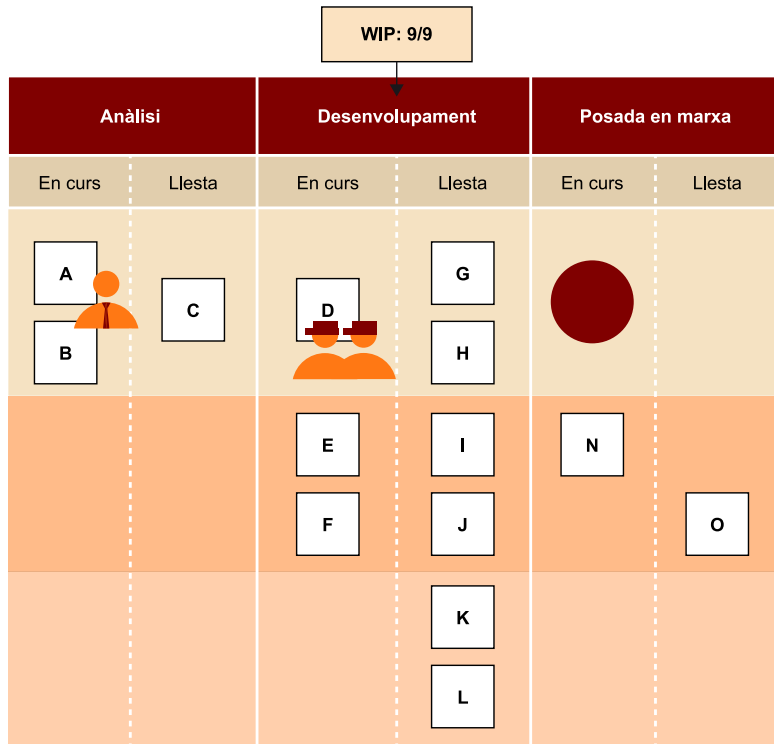 WIP: 9/9
Anàlisi
Desenvolupament
Posada en marxa
En curs
Llesta
En curs
Llesta
En curs
Llesta
A
B
C
D
G
H
E
F
I
J
N
O
K
L